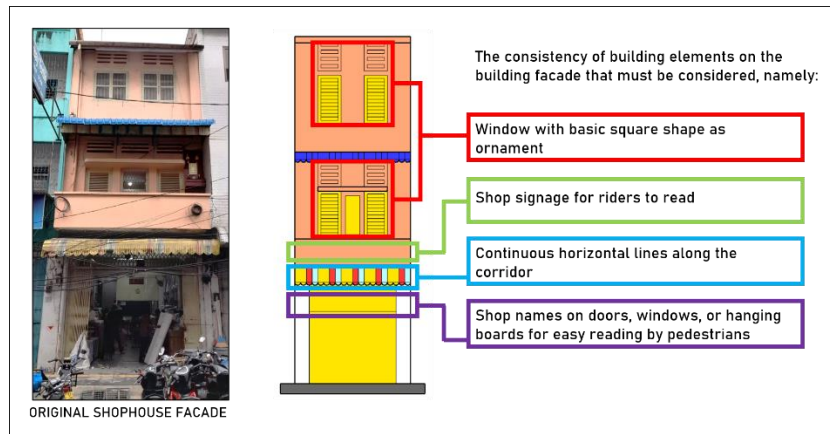 The consistency of building elements on the
building facade that must be considered, namely:
Window with basic square shape as
ornament
Shop signage for riders to read
Continuous horizontal lines along the
corridor
Shop names on doors, windows, or hanging
boards for easy reading by pedestrians
ORIGINAL SHOPHOUSE FACADE